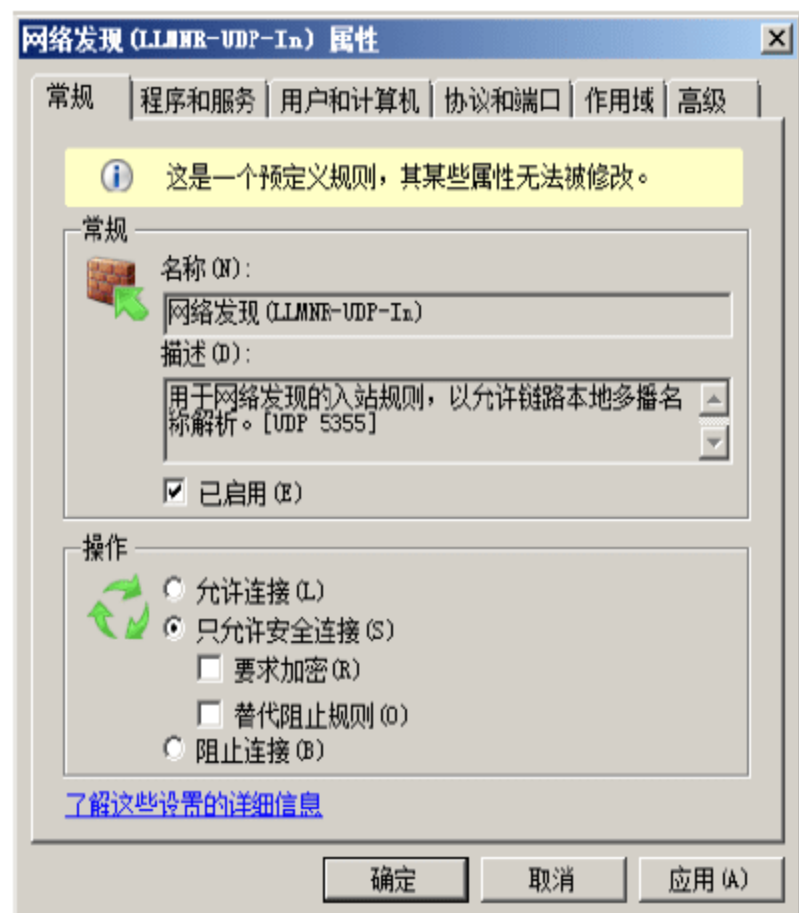 网络发现(LLMNR-UDP-In) 属性
常规 程序和服务 用户和计算机 协议和端口 作用域 高级
这是一个预定义规则，其某些属性无法被修改。
常规
名称(N):
网络发现(LLMNR-UDP-In)
描述(D):
用于网络发现的入站规则，以允许链路本地多播名
称解析。[UDP 5355]
已启用(E)
操作
允许连接(L)
只允许安全连接(S)
要求加密(R)
替代阻止规则(O)
阻止连接(B)
了解这些设置的详细信息
确定 取消 应用(A)